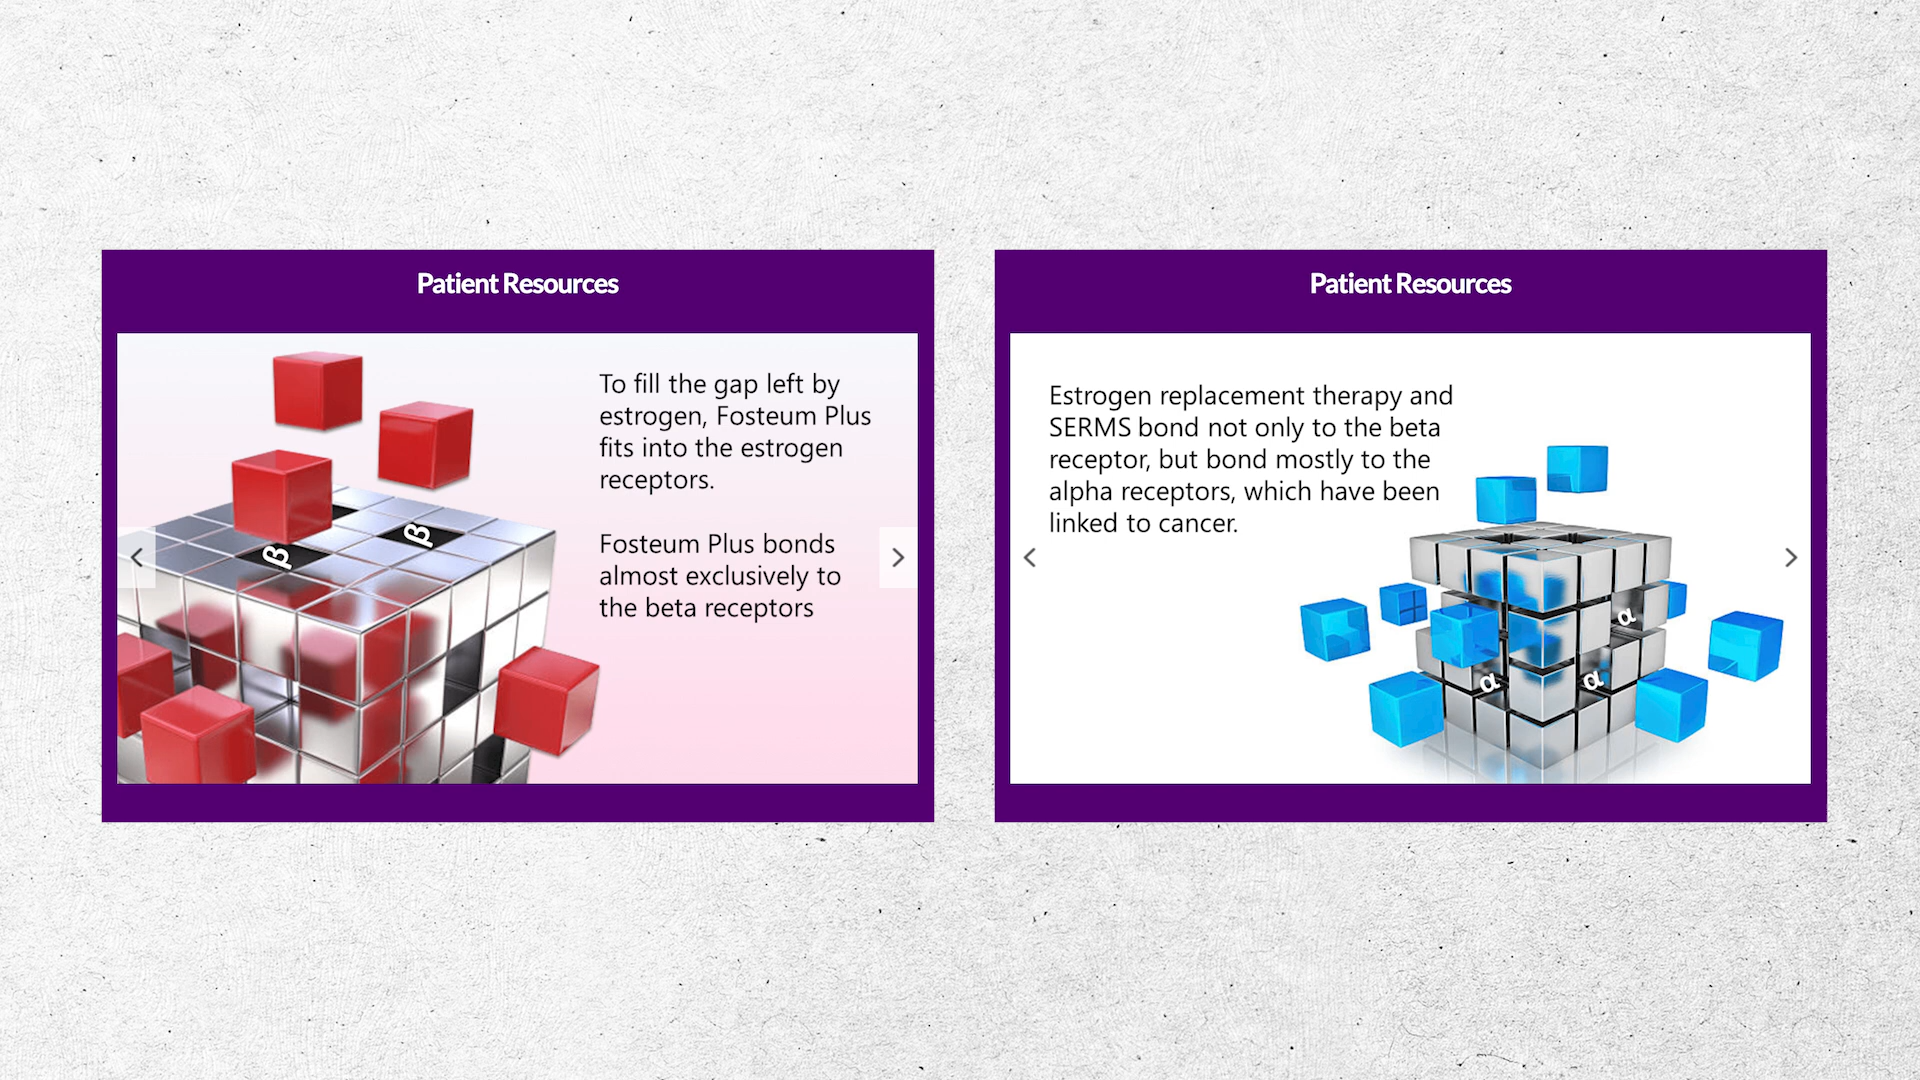 Patient Resources
To fill the gap left by
estrogen, Fosteum Plus
fits into the estrogen
receptors.
Fosteum Plus bonds
almost exclusively to
the beta receptors
β
β
Patient Resources
Estrogen replacement therapy and
SERMS bond not only to the beta
receptor, but bond mostly to the
alpha receptors, which have been
linked to cancer.
α
α
α